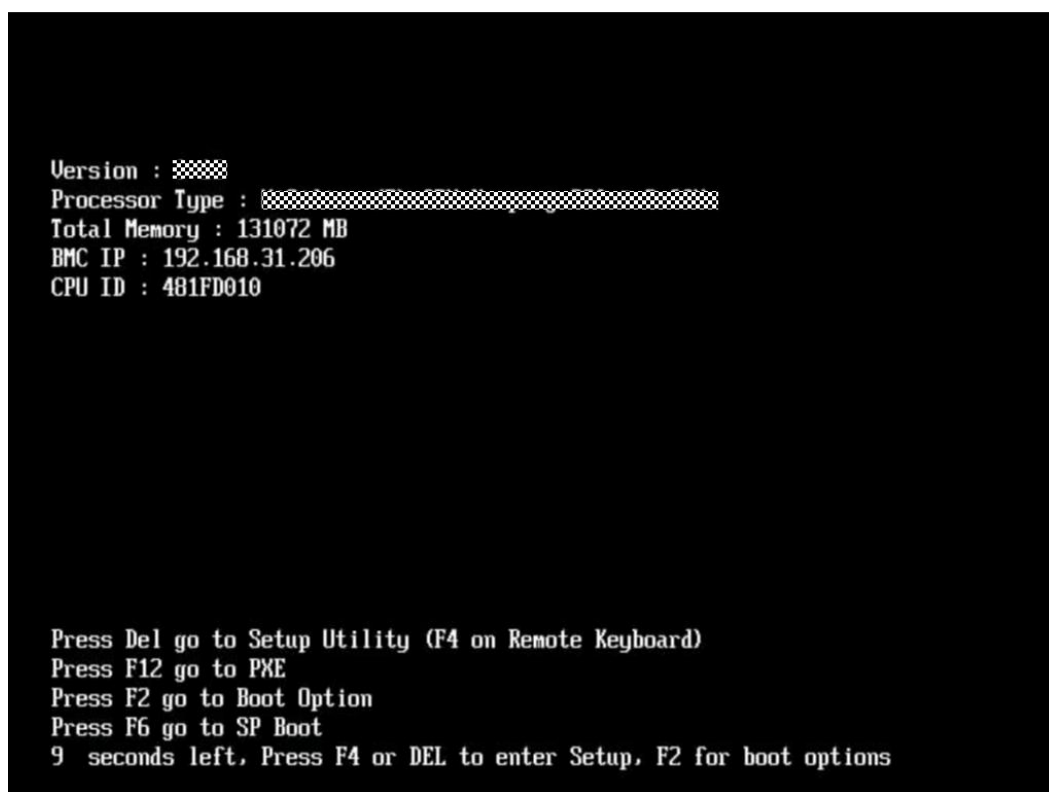 Version :
Processor Type :
Total Memory : 131072 MB
BMC IP : 192.168.31.206
CPU ID : 481FD010
Press Del go to Setup Utility (F4 on Remote Keyboard)
Press F12 go to PXE
Press F2 go to Boot Option
Press F6 go to SP Boot
9 seconds left, Press F4 or DEL to enter Setup, F2 for boot options